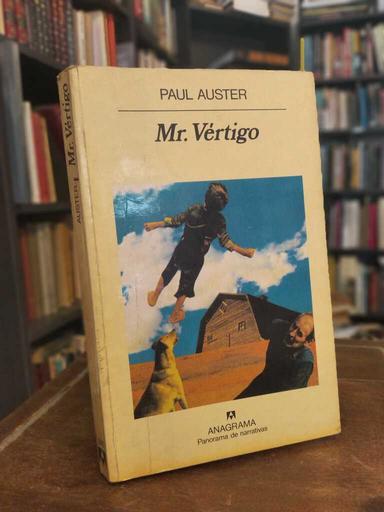 PAUL AUSTER
Mr. Vértigo
ANAGRAMA
Panorama de narrativas
AUSTER
Mr. Vértigo